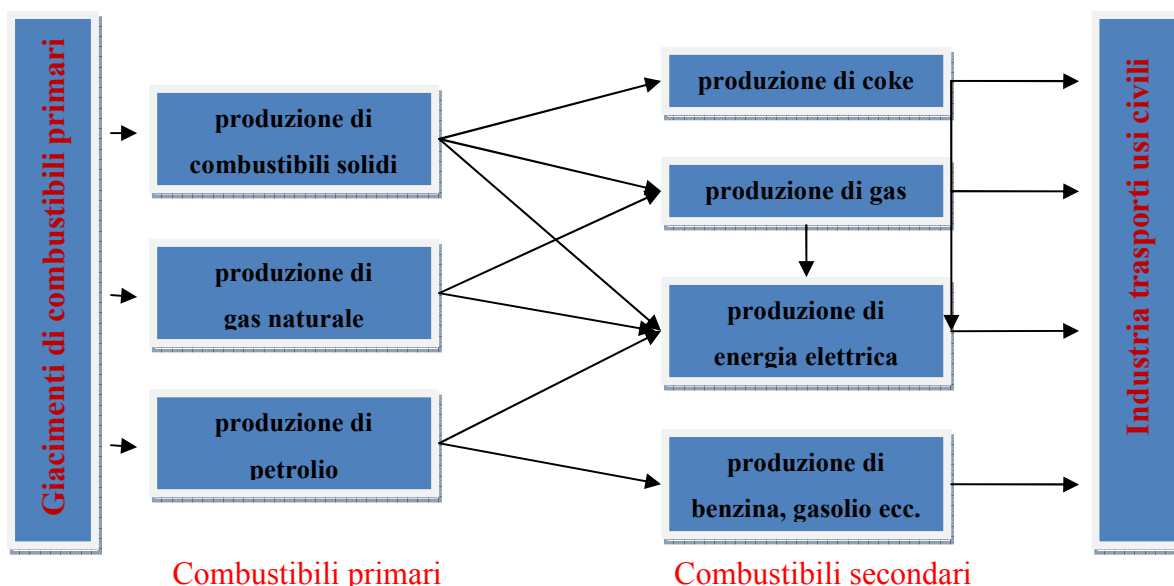 Giacimenti di combustibili primari
produzione di
combustibili solidi
produzione di
gas naturale
produzione di
petrolio
Combustibili primari
produzione di coke
produzione di gas
produzione di
energia elettrica
produzione di
benzina, gasolio ecc.
Combustibili secondari
Industria trasporti usi civili